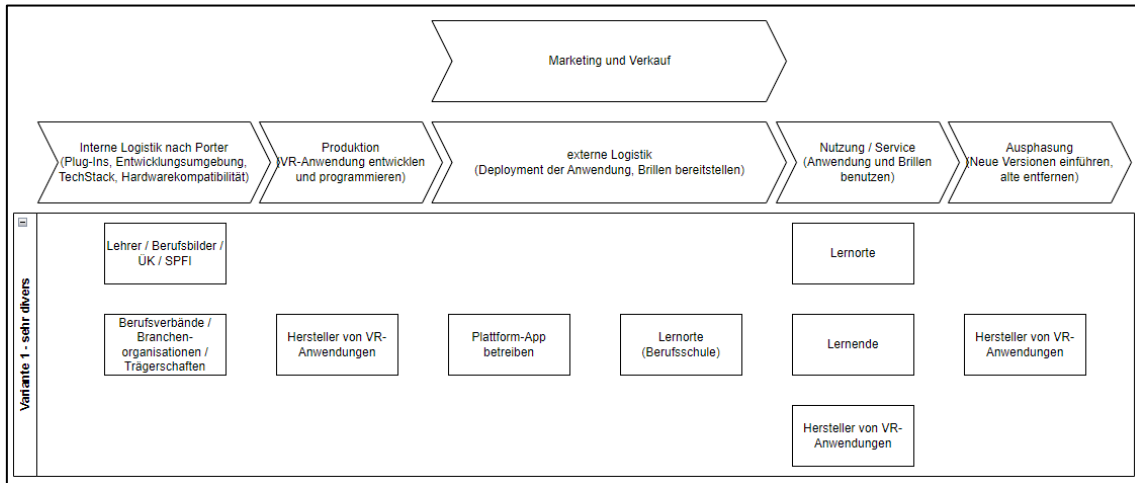 Marketing und Verkauf
Interne Logistik nach Porter
(Plug-Ins, Entwicklungsumgebung,
TechStack, Hardwarekompatibilität)
Produktion
(VR-Anwendung entwicklen
und programmieren)
externe Logistik
(Deployment der Anwendung, Brillen bereitstellen)
Nutzung / Service
(Anwendung und Brillen
benutzen)
Ausphasung
(Neue Versionen einführen,
alte entfernen)
Variante 1 - sehr divers
Lehrer / Berufsbilder /
ÜK / SPFI
Lernorte
Berufsverbände /
Branchen-
organisationen /
Trägerschaften
Hersteller von VR-
Anwendungen
Plattform-App
betreiben
Lernorte
(Berufsschule)
Lernende
Hersteller von VR-
Anwendungen
Hersteller von VR-
Anwendungen